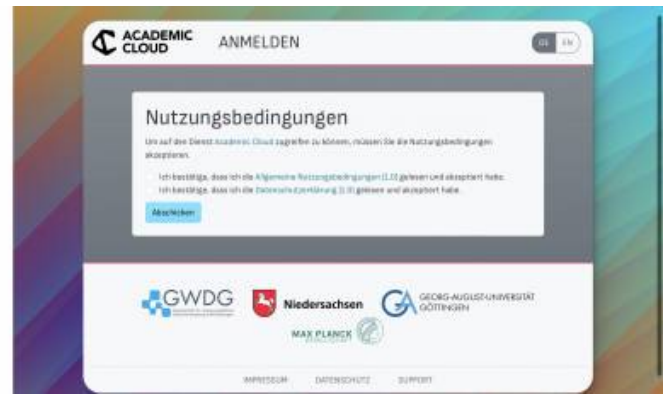 ACADEMIC
CLOUD
ANMELDEN
DE EN
Nutzungsbedingungen
Um auf den Dienst Academic Cloud zugreifen zu können, müssen Sie die Nutzungsbedingungen
akzeptieren.
Ich bestätige, dass ich die Allgemeine Nutzungsbedingungen (1.0) gelesen und akzeptiert habe.
Ich bestätige, dass ich die Datenschutzerklärung (1.0) gelesen und akzeptiert habe.
Abschicken
GWDG
Niedersachsen
GEORG-AUGUST-UNIVERSITÄT
GÖTTINGEN
MAX PLANCK
IMPRESSUM DATENSCHUTZ SUPPORT